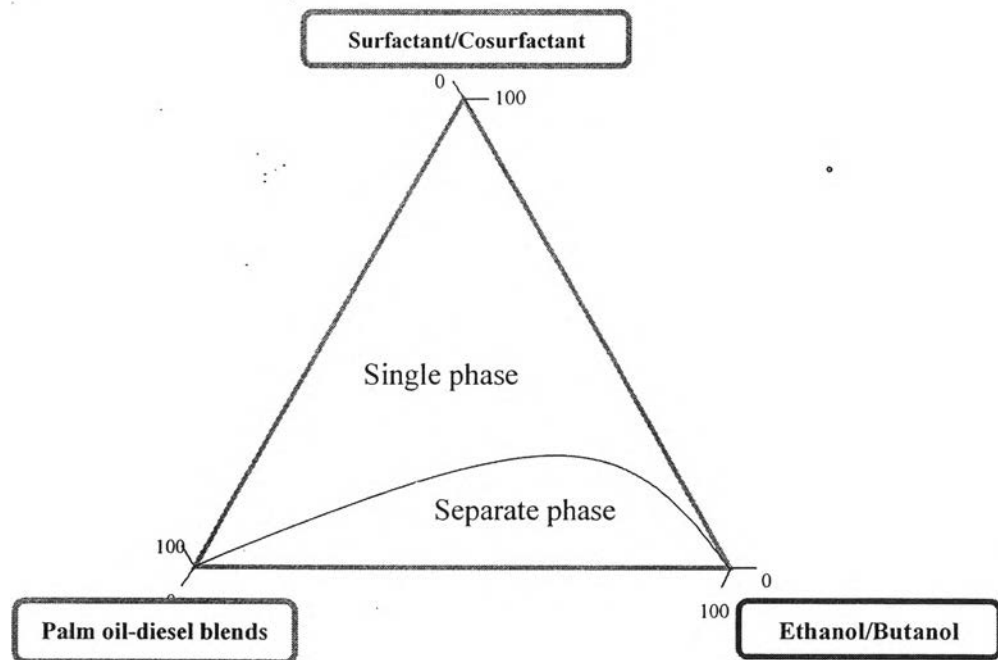 Surfactant/Cosurfactant
0
100
Single phase
Separate phase
100
0
100
Palm oil-diesel blends
Ethanol/Butanol